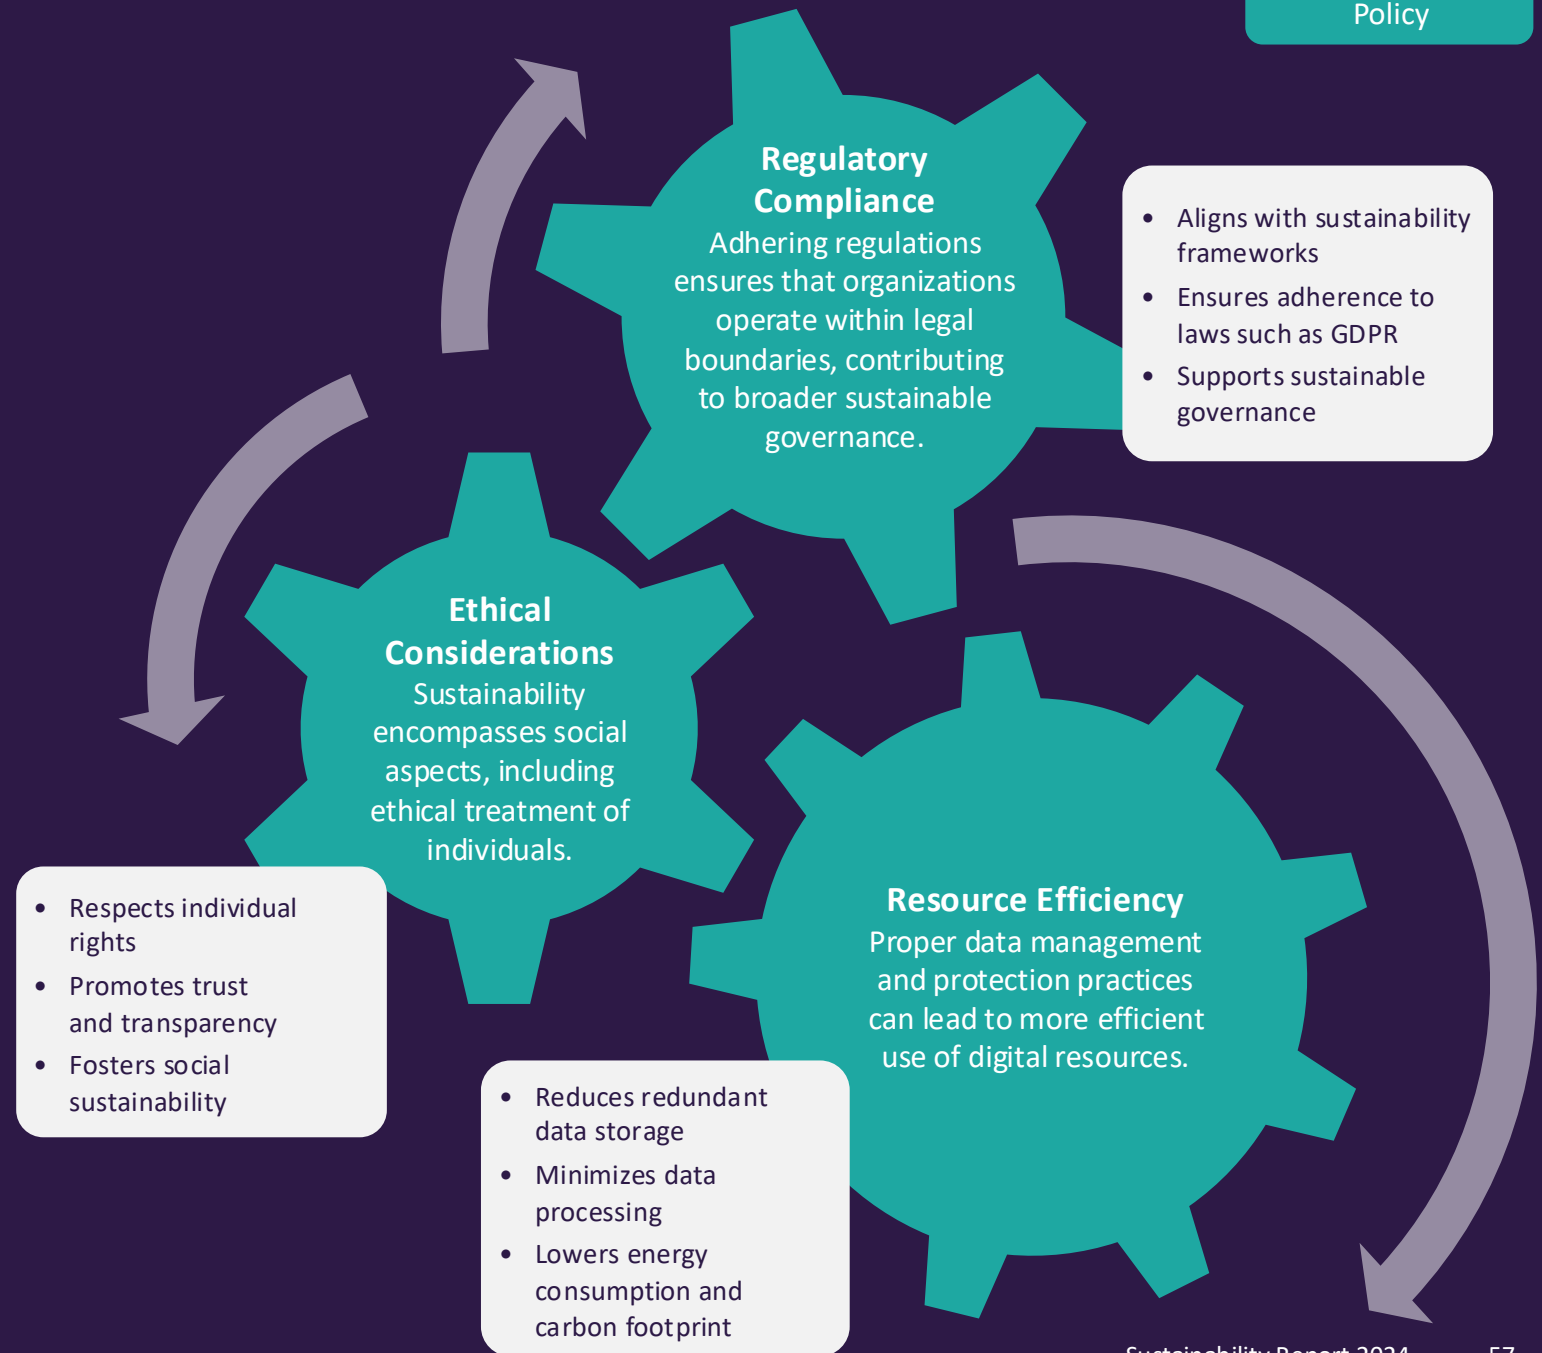 Policy
Regulatory
Compliance
Adhering regulations
ensures that organizations
operate within legal
boundaries, contributing
to broader sustainable
governance.
• Aligns with sustainability
frameworks
• Ensures adherence to
laws such as GDPR
• Supports sustainable
governance
Ethical
Considerations
Sustainability
encompasses social
aspects, including
ethical treatment of
individuals.
• Respects individual
rights
• Promotes trust
and transparency
• Fosters social
sustainability
Resource Efficiency
Proper data management
and protection practices
can lead to more efficient
use of digital resources.
• Reduces redundant
data storage
• Minimizes data
processing
• Lowers energy
consumption and
carbon footprint
Sustainability Report 2024 57